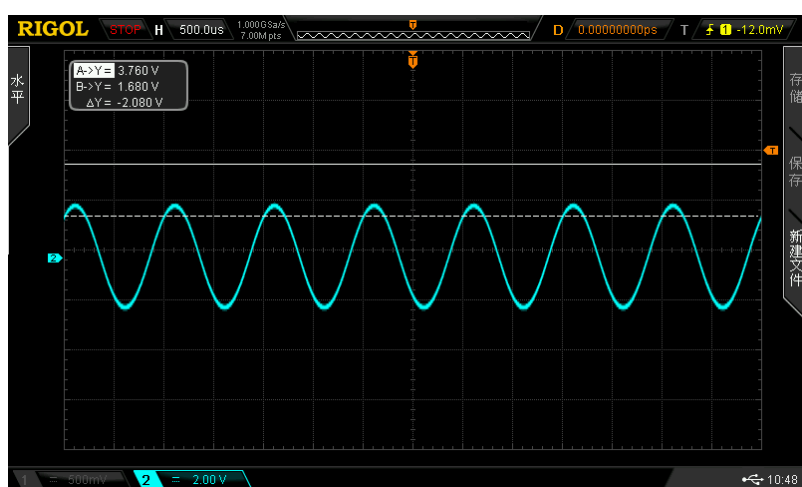 RIGOL STOP H 500.0us 1.000GSa/s 7.00Mpts D 0.00000000ps T 1 -12.0mV
T
A->Y= 3.760 V
B->Y= 1.680 V
ΔY= -2.080 V
水平
存储
保存
新建文件
T
2
1 = 500mV 2 = 2.00 V 10:48